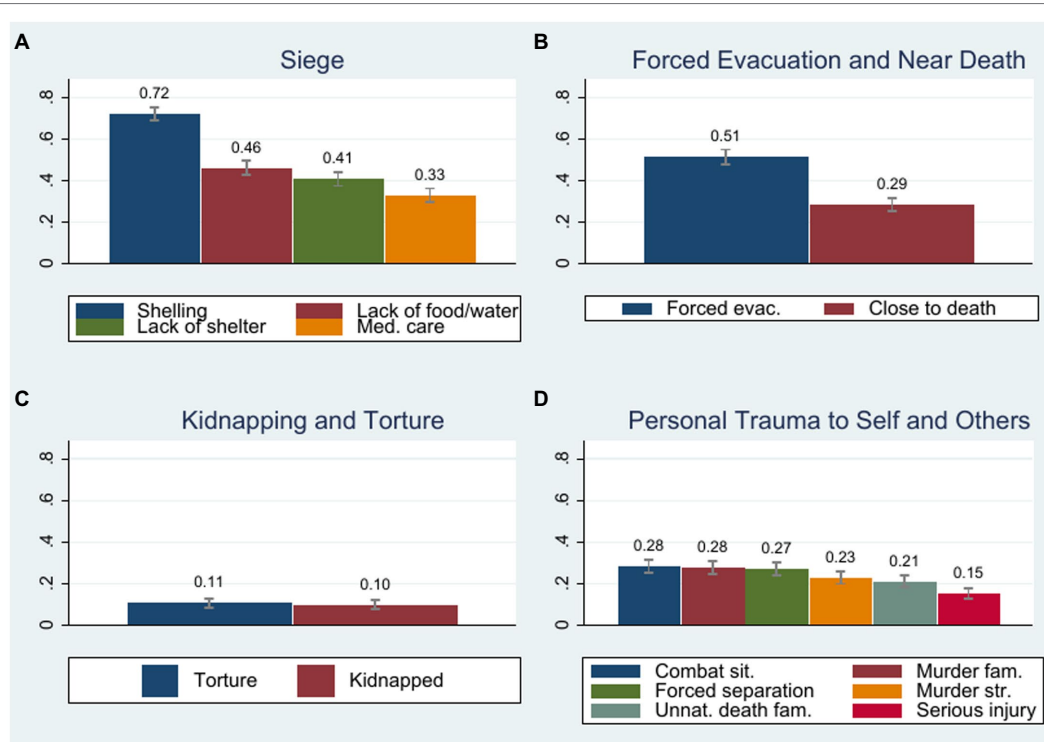 A
Siege
.8
.6
.4
.2
0
0.72
0.46
0.41
0.33
Shelling
Lack of food/water
Lack of shelter
Med. care
B
Forced Evacuation and Near Death
.8
.6
.4
.2
0
0.51
0.29
Forced evac.
Close to death
C
Kidnapping and Torture
.8
.6
.4
.2
0
0.11
0.10
Torture
Kidnapped
D
Personal Trauma to Self and Others
.8
.6
.4
.2
0
0.28
0.28
0.27
0.23
0.21
0.15
Combat sit.
Murder fam.
Forced separation
Murder str.
Unnat. death fam.
Serious injury